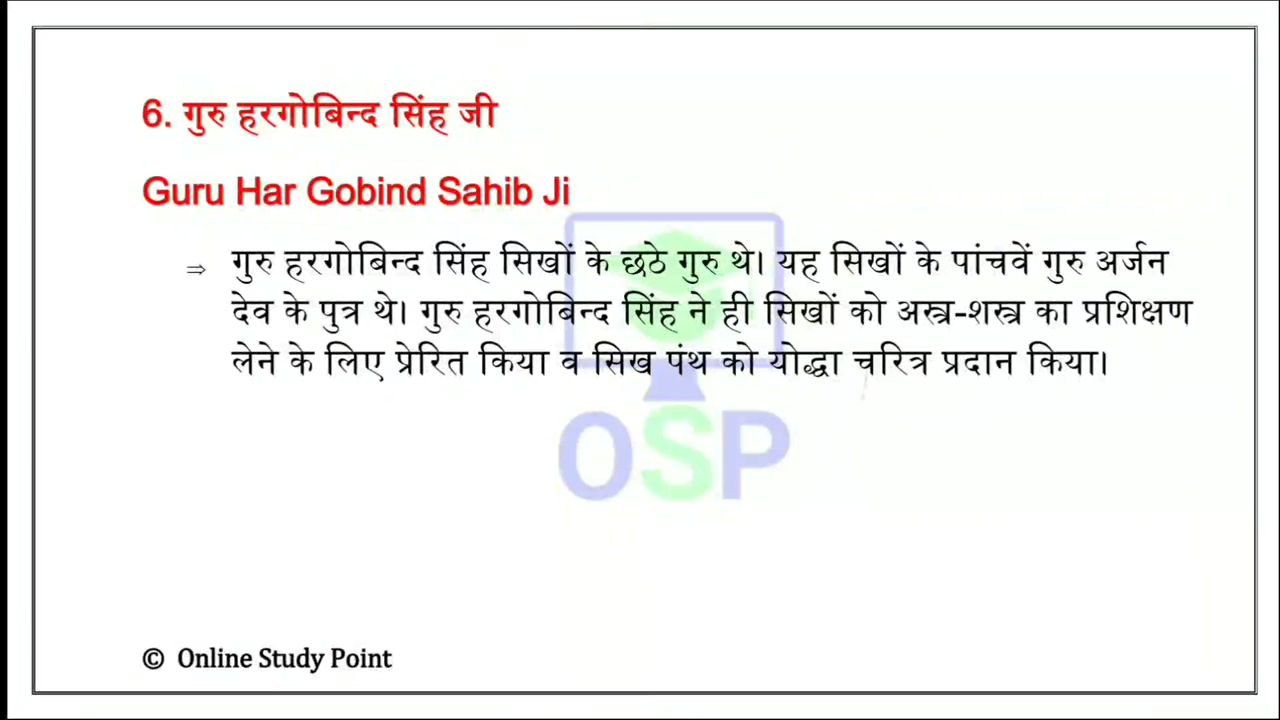 6. गुरु हरगोबिन्द सिंह जी
Guru Har Gobind Sahib Ji
⇒ गुरु हरगोबिन्द सिंह सिखों के छठे गुरु थे। यह सिखों के पांचवें गुरु अर्जन
देव के पुत्र थे। गुरु हरगोबिन्द सिंह ने ही सिखों को अस्त्र-शस्त्र का प्रशिक्षण
लेने के लिए प्रेरित किया व सिख पंथ को योद्धा चरित्र प्रदान किया।
OSP
© Online Study Point